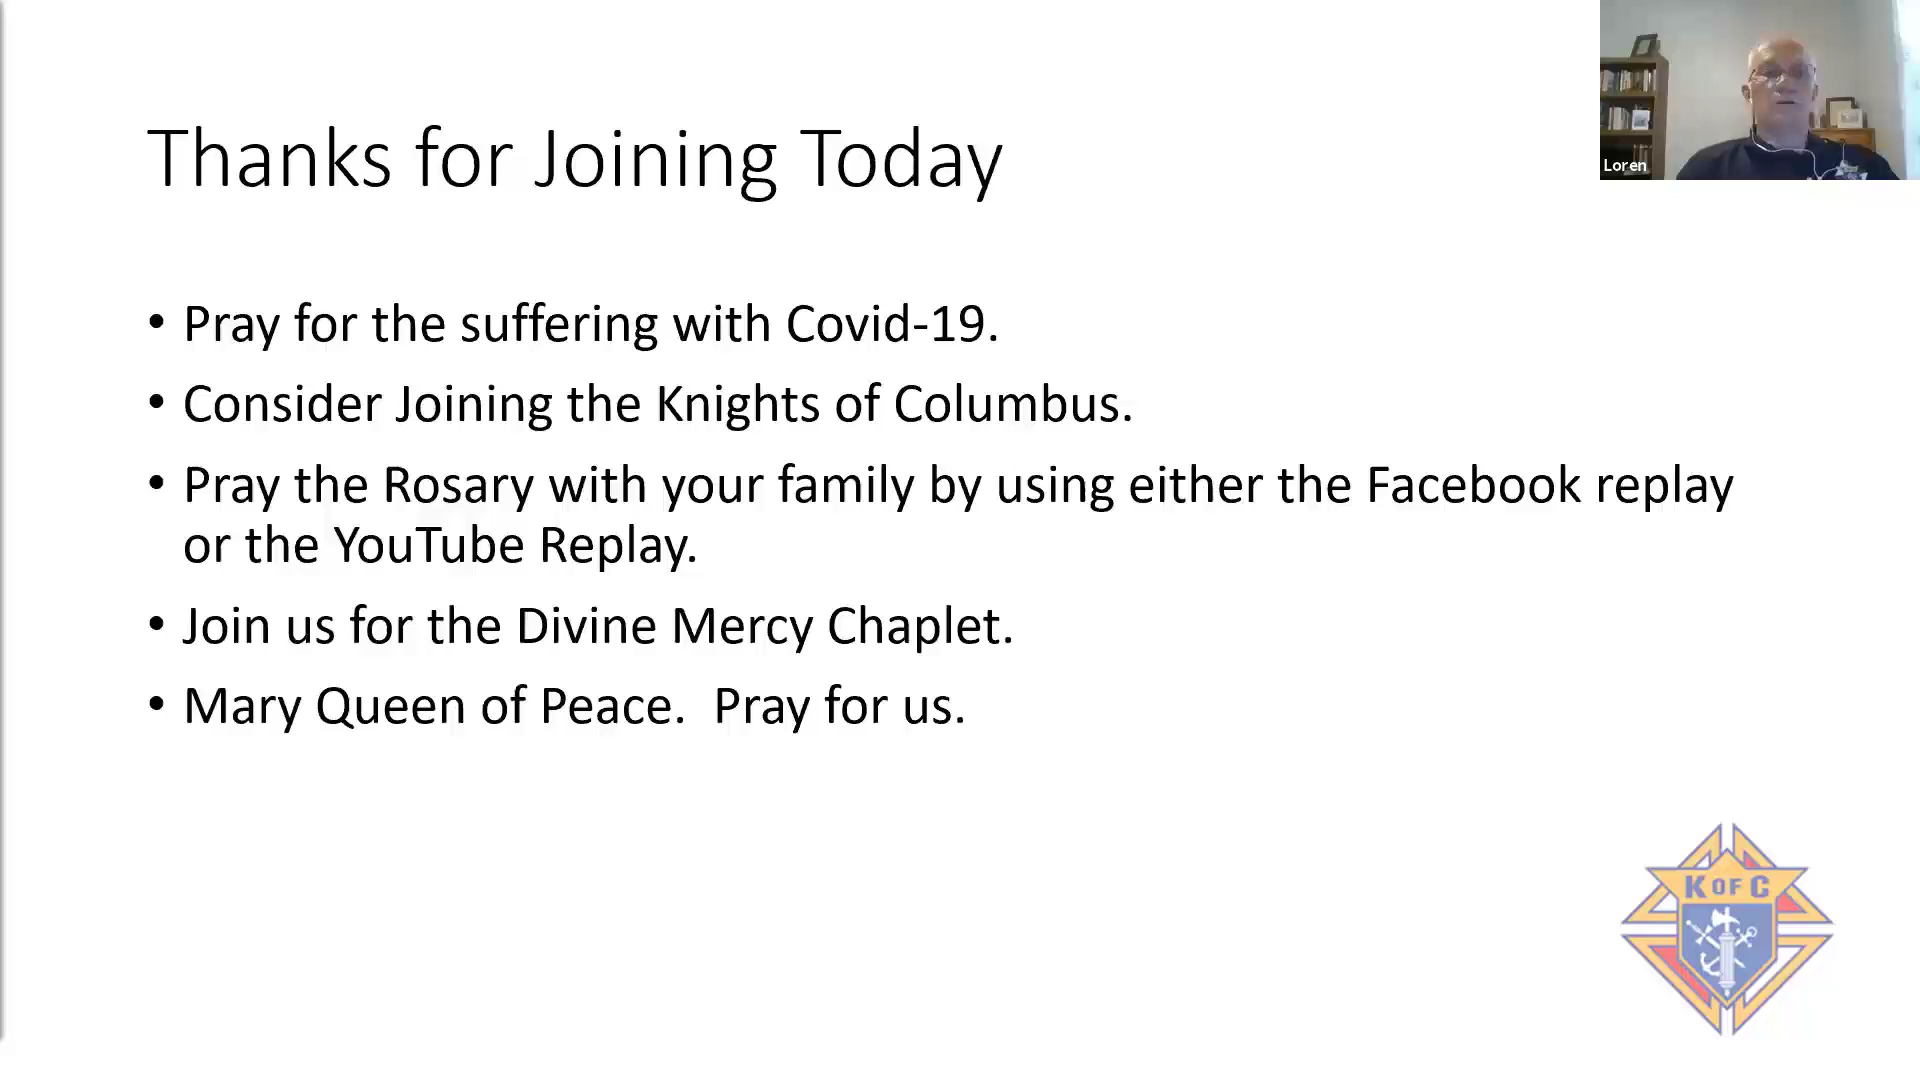 Thanks for Joining Today
Loren
• Pray for the suffering with Covid-19.
• Consider Joining the Knights of Columbus.
• Pray the Rosary with your family by using either the Facebook replay
or the YouTube Replay.
• Join us for the Divine Mercy Chaplet.
• Mary Queen of Peace.  Pray for us.
K OF C